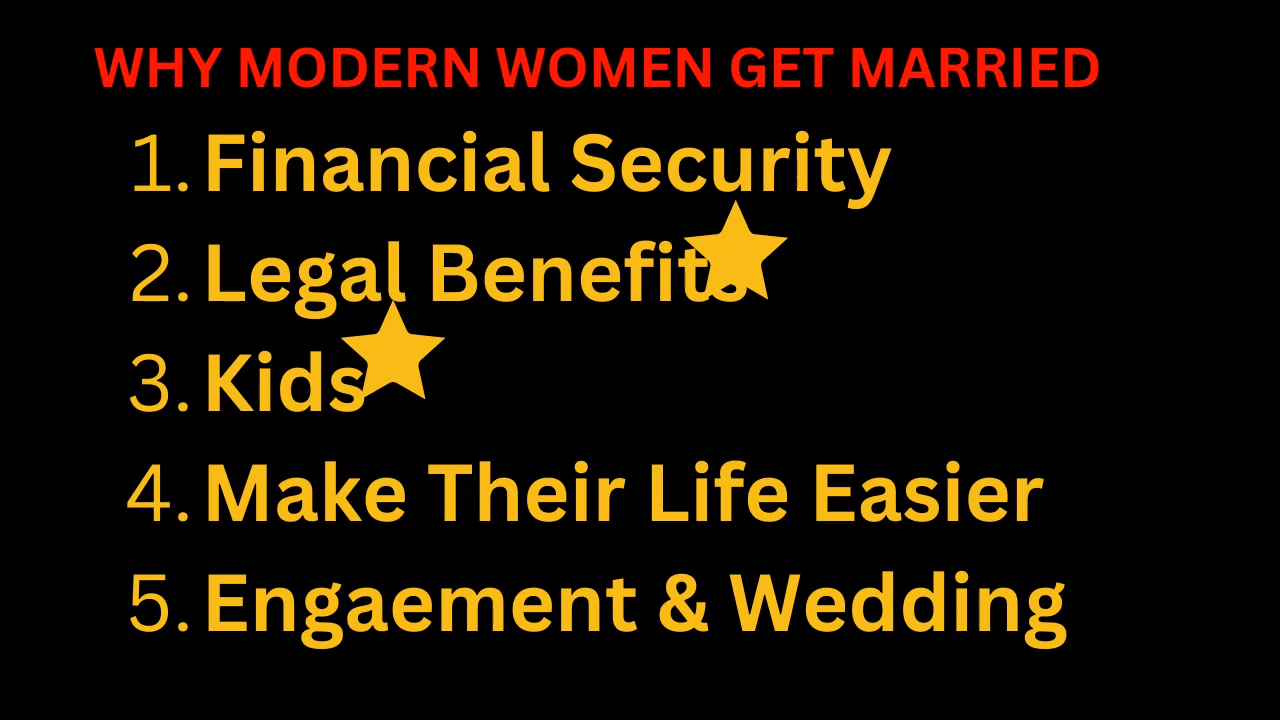 WHY MODERN WOMEN GET MARRIED
1. Financial Security
2. Legal Benefits
3. Kids
4. Make Their Life Easier
5. Engaement & Wedding